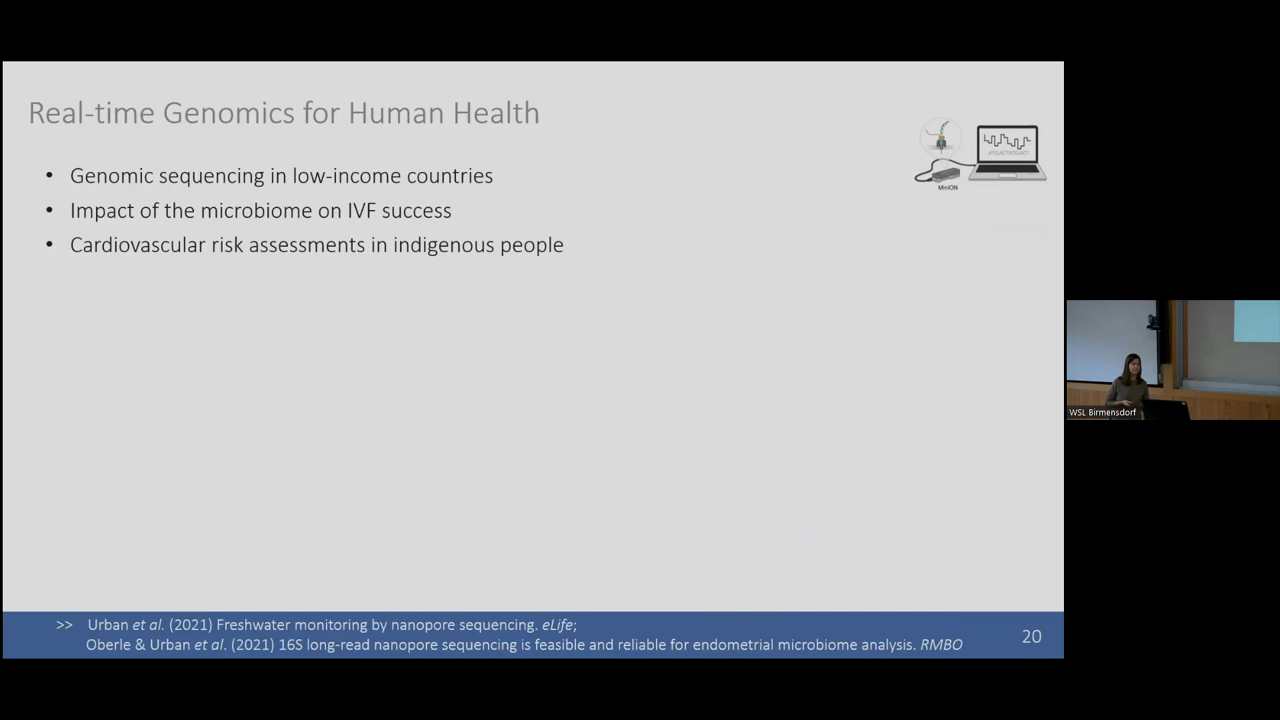 Real-time Genomics for Human Health
• Genomic sequencing in low-income countries
• Impact of the microbiome on IVF success
• Cardiovascular risk assessments in indigenous people
MinION
WSL Birmensdorf
>> Urban et al. (2021) Freshwater monitoring by nanopore sequencing. eLife;
Oberle & Urban et al. (2021) 16S long-read nanopore sequencing is feasible and reliable for endometrial microbiome analysis. RMBO
20